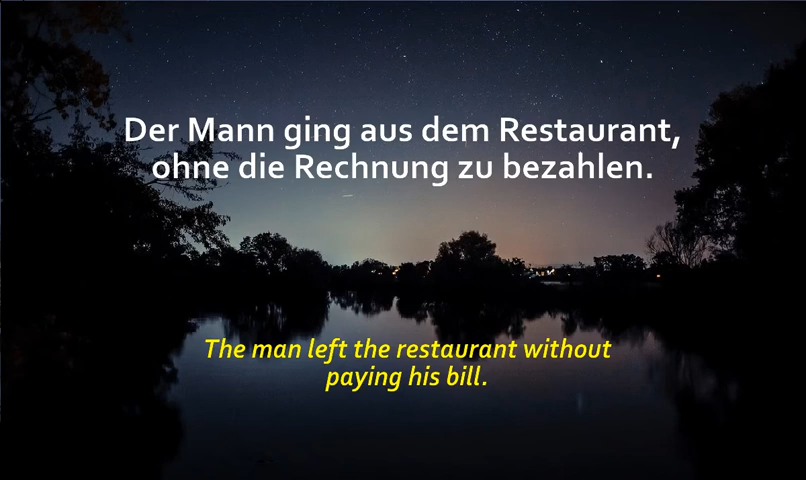 Der Mann ging aus dem Restaurant,
ohne die Rechnung zu bezahlen.
The man left the restaurant without
paying his bill.